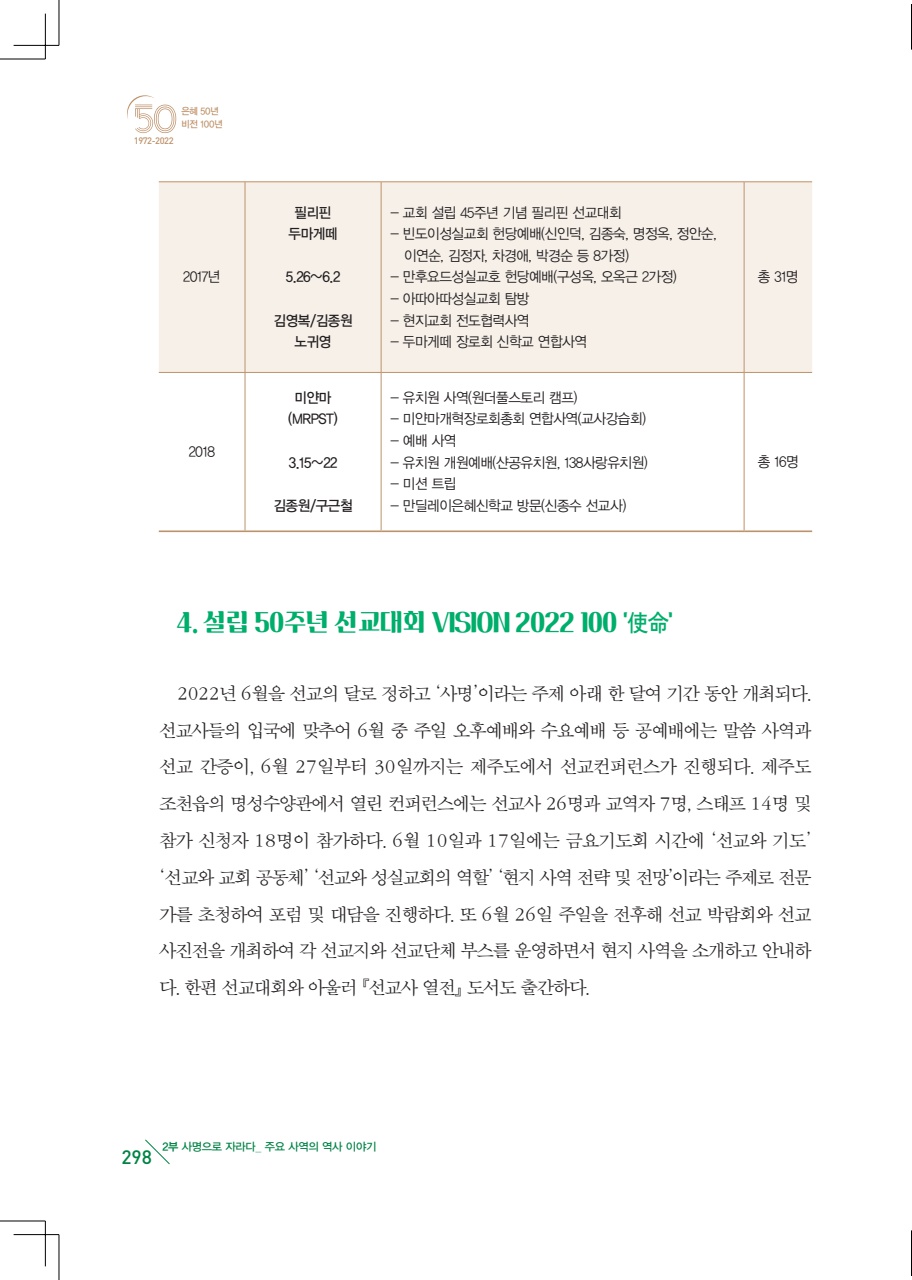 50 은혜 50년
비전 100년
1972-2022
2017년
필리핀
두마게떼
5.26~6.2
김영복/김종원
노귀영
– 교회 설립 45주년 기념 필리핀 선교대회
– 빈도이성실교회 헌당예배(신인덕, 김종숙, 명정옥, 정안순,
이연순, 김정자, 차경애, 박경순 등 8가정)
– 만후요드성실교호 헌당예배(구성옥, 오옥근 2가정)
– 아따아따성실교회 탐방
– 현지교회 전도협력사역
– 두마게떼 장로회 신학교 연합사역
총 31명
2018
미얀마
(MRPST)
3.15~22
김종원/구근철
– 유치원 사역(원더풀스토리 캠프)
– 미얀마개혁장로회총회 연합사역(교사강습회)
– 예배 사역
– 유치원 개원예배(샨공유치원, 138사랑유치원)
– 미션 트립
– 만딜레이은혜신학교 방문(신종수 선교사)
총 16명
4. 설립 50주년 선교대회 VISION 2022 100 '使命'
2022년 6월을 선교의 달로 정하고 ‘사명’이라는 주제 아래 한 달여 기간 동안 개최되다.
선교사들의 입국에 맞추어 6월 중 주일 오후예배와 수요예배 등 공예배에는 말씀 사역과
선교 간증이, 6월 27일부터 30일까지는 제주도에서 선교컨퍼런스가 진행되다. 제주도
조천읍의 명성수양관에서 열린 컨퍼런스에는 선교사 26명과 교역자 7명, 스태프 14명 및
참가 신청자 18명이 참가하다. 6월 10일과 17일에는 금요기도회 시간에 ‘선교와 기도’
‘선교와 교회 공동체’ ‘선교와 성실교회의 역할’ ‘현지 사역 전략 및 전망’이라는 주제로 전문
가를 초청하여 포럼 및 대담을 진행하다. 또 6월 26일 주일을 전후해 선교 박람회와 선교
사진전을 개최하여 각 선교지와 선교단체 부스를 운영하면서 현지 사역을 소개하고 안내하
다. 한편 선교대회와 아울러 『선교사 열전』 도서도 출간하다.
298 2부 사명으로 자라다_ 주요 사역의 역사 이야기